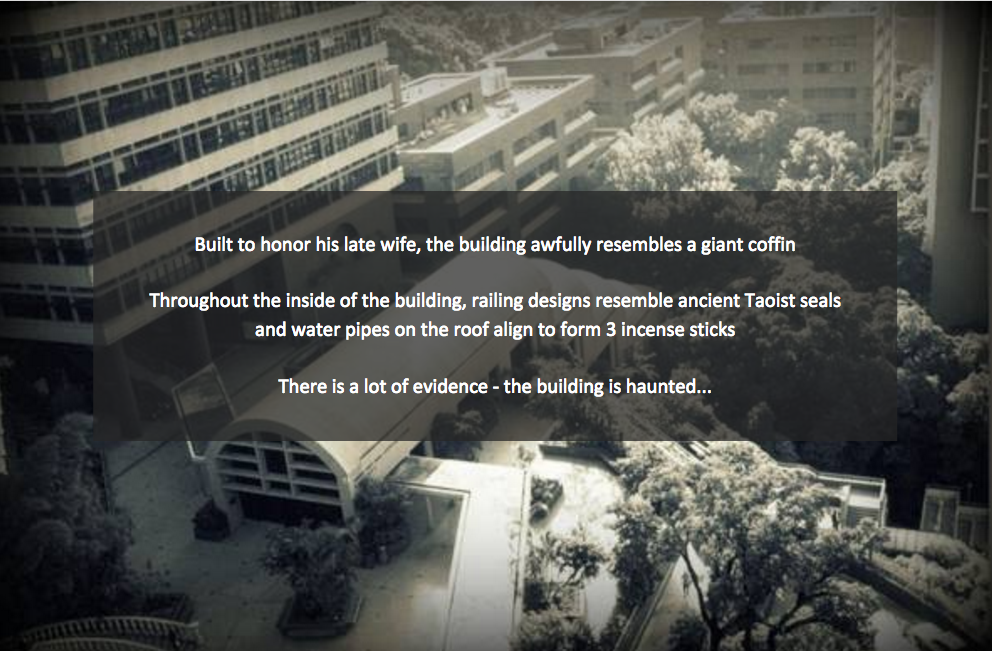 Built to honor his late wife, the building awfully resembles a giant coffin
Throughout the inside of the building, railing designs resemble ancient Taoist seals
and water pipes on the roof align to form 3 incense sticks
There is a lot of evidence - the building is haunted...